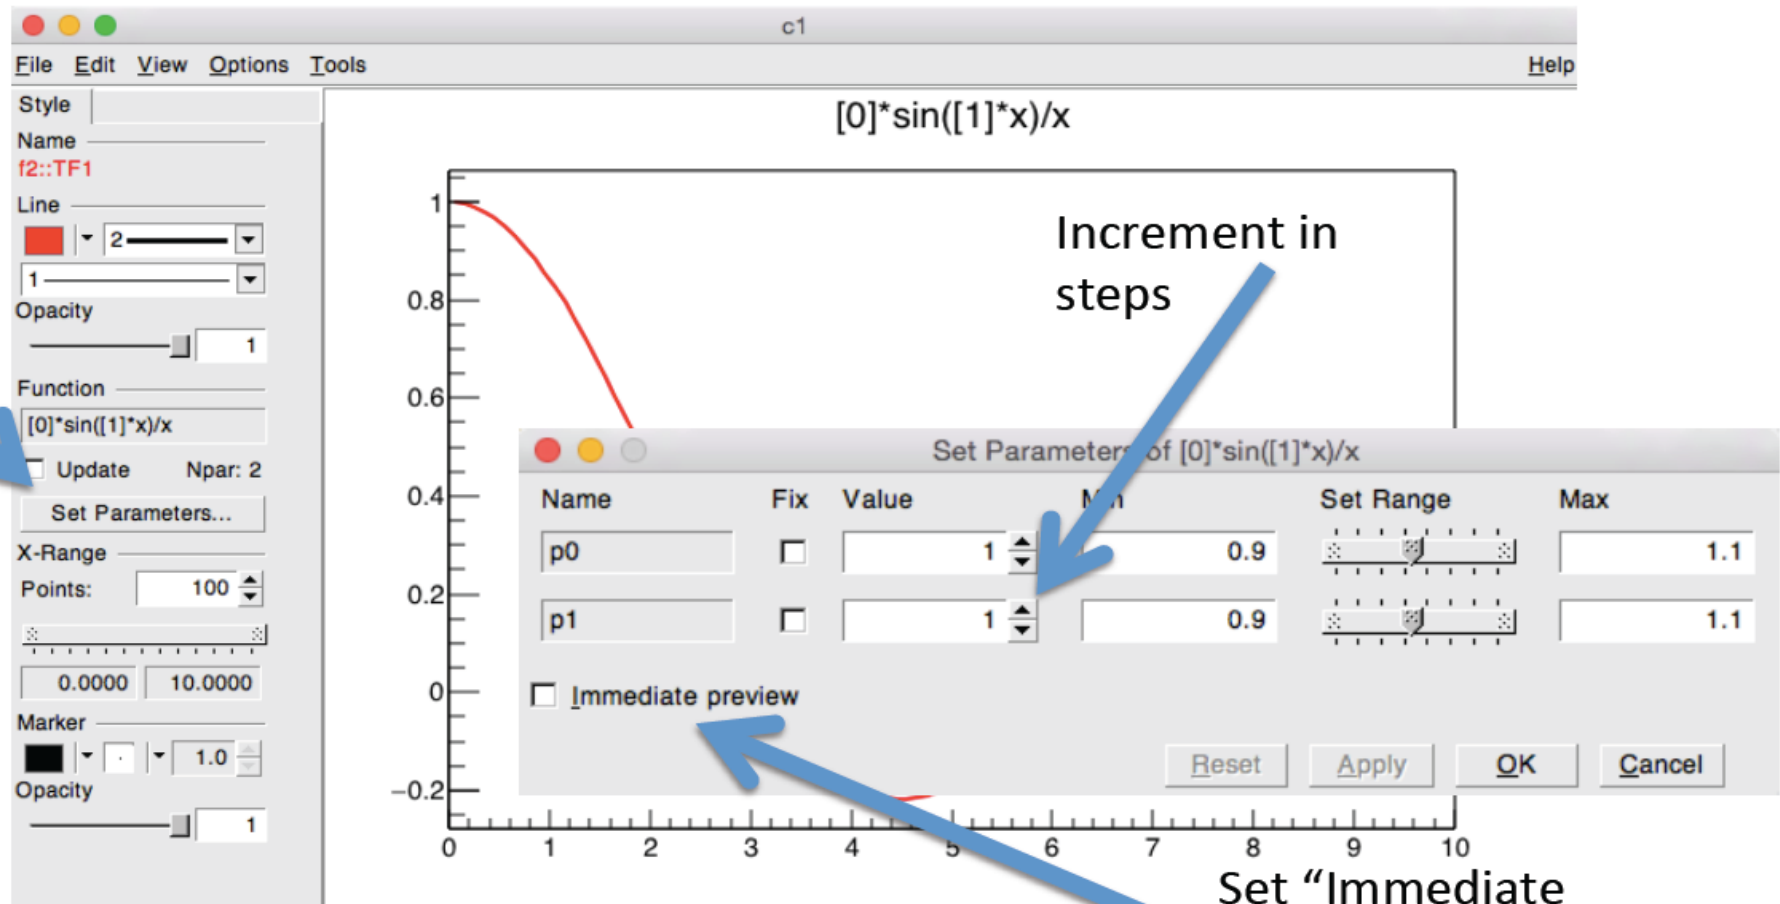 c1
File Edit View Options Tools Help
Style
Name
f2::TF1
Line
2
1
Opacity
1
Function
[0]*sin([1]*x)/x
Update Npar: 2
Set Parameters...
X-Range
Points: 100
0.0000 10.0000
Marker
1.0
Opacity
1
[0]*sin([1]*x)/x
1
0.8
0.6
0.4
0.2
0
−0.2
0 1 2 3 4 5 6 7 8 9 10
Increment in
steps
Set Parameters of [0]*sin([1]*x)/x
Name Fix Value Min Set Range Max
p0 1 0.9 1.1
p1 1 0.9 1.1
Immediate preview
Reset Apply OK Cancel
Set “Immediate